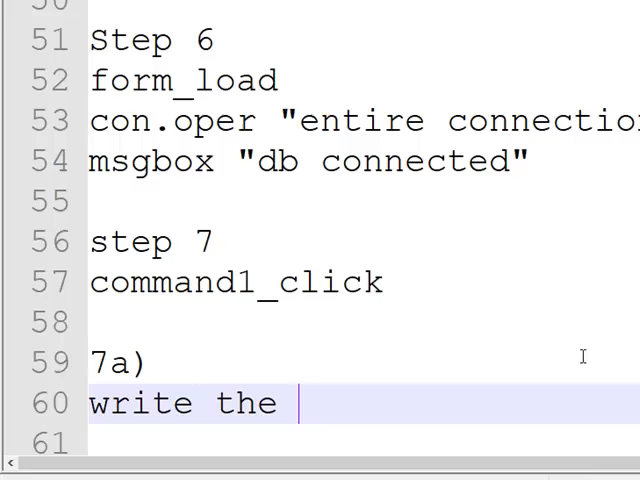 51 Step 6
52 form_load
53 con.oper "entire connectio
54 msgbox "db connected"
55
56 step 7
57 command1_click
58
59 7a)
60 write the
61